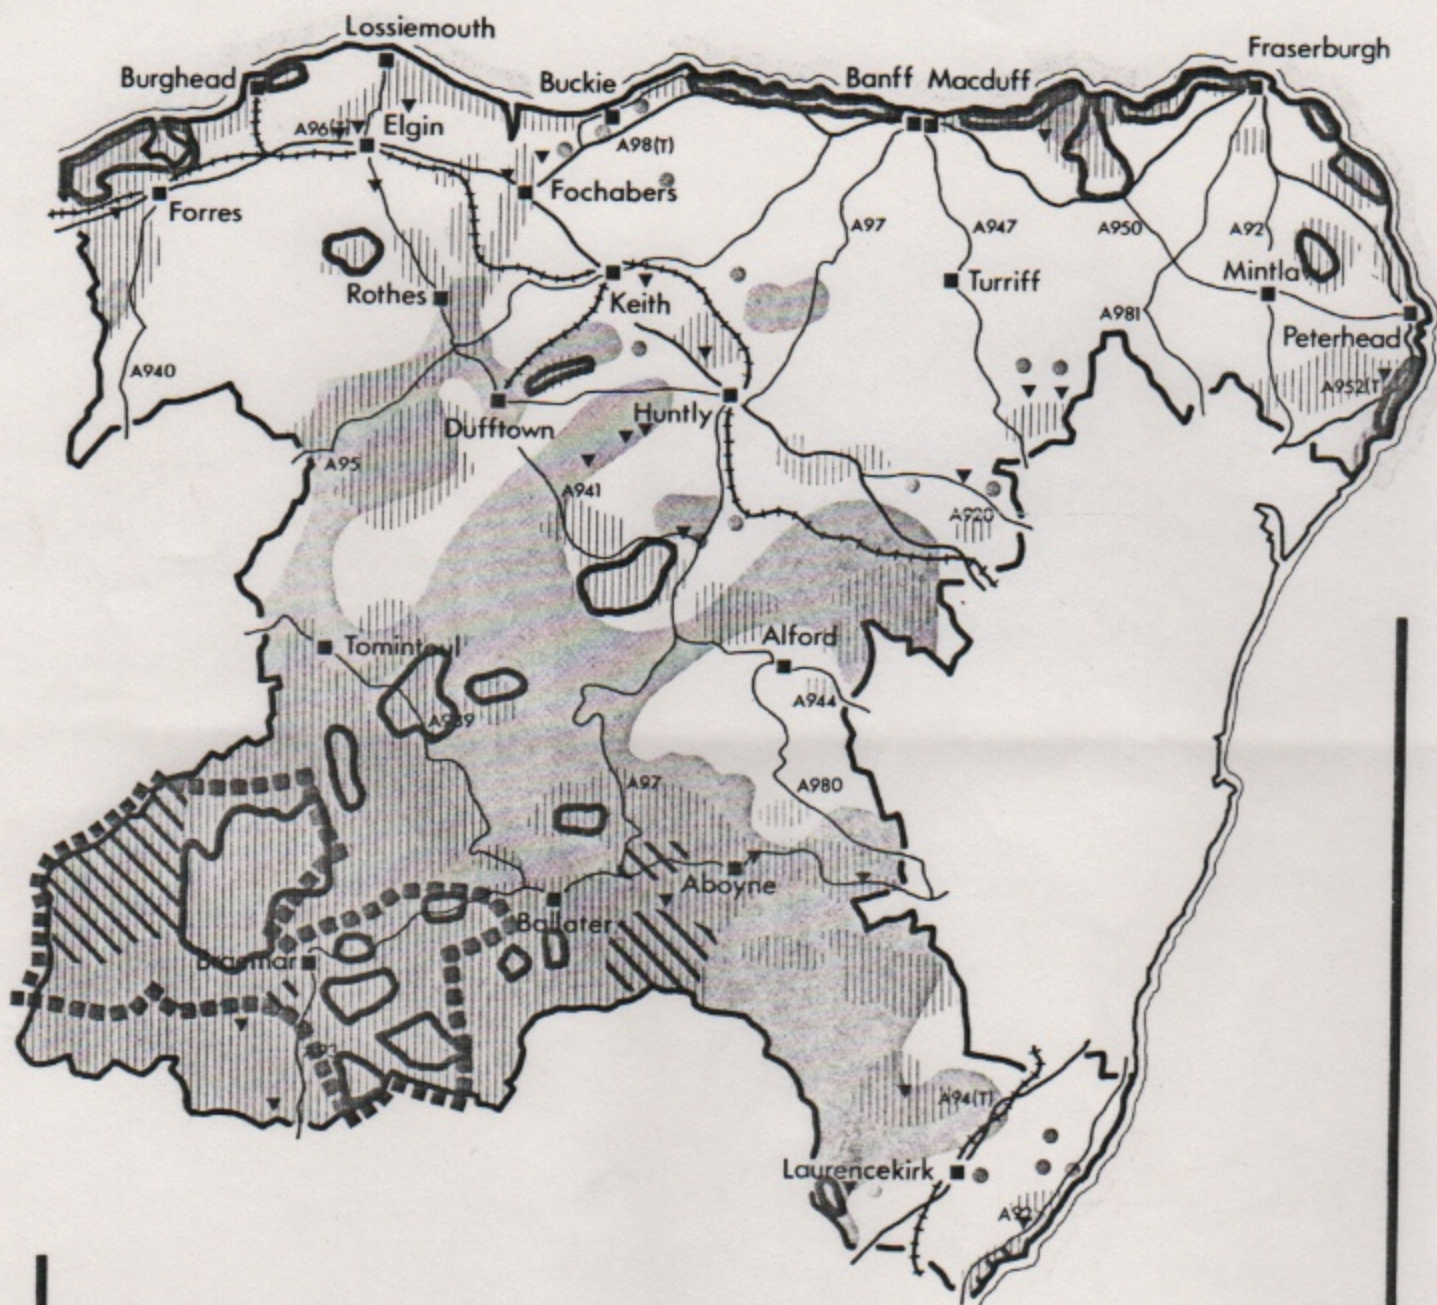 Lossiemouth
Fraserburgh
Burghead
Buckie
Banff Macduff
A96
Elgin
A98(T)
Fochabers
Forres
A97
A947
A950
A92
Rothes
Keith
Turriff
Mintlaw
A981
Peterhead
A940
A952(T
Dufftown
Huntly
A95
A941
A920
Tomintoul
Alford
A939
A944
A97
A980
Aboyne
Ballater
Braemar
A94(T)
Laurencekirk
A92